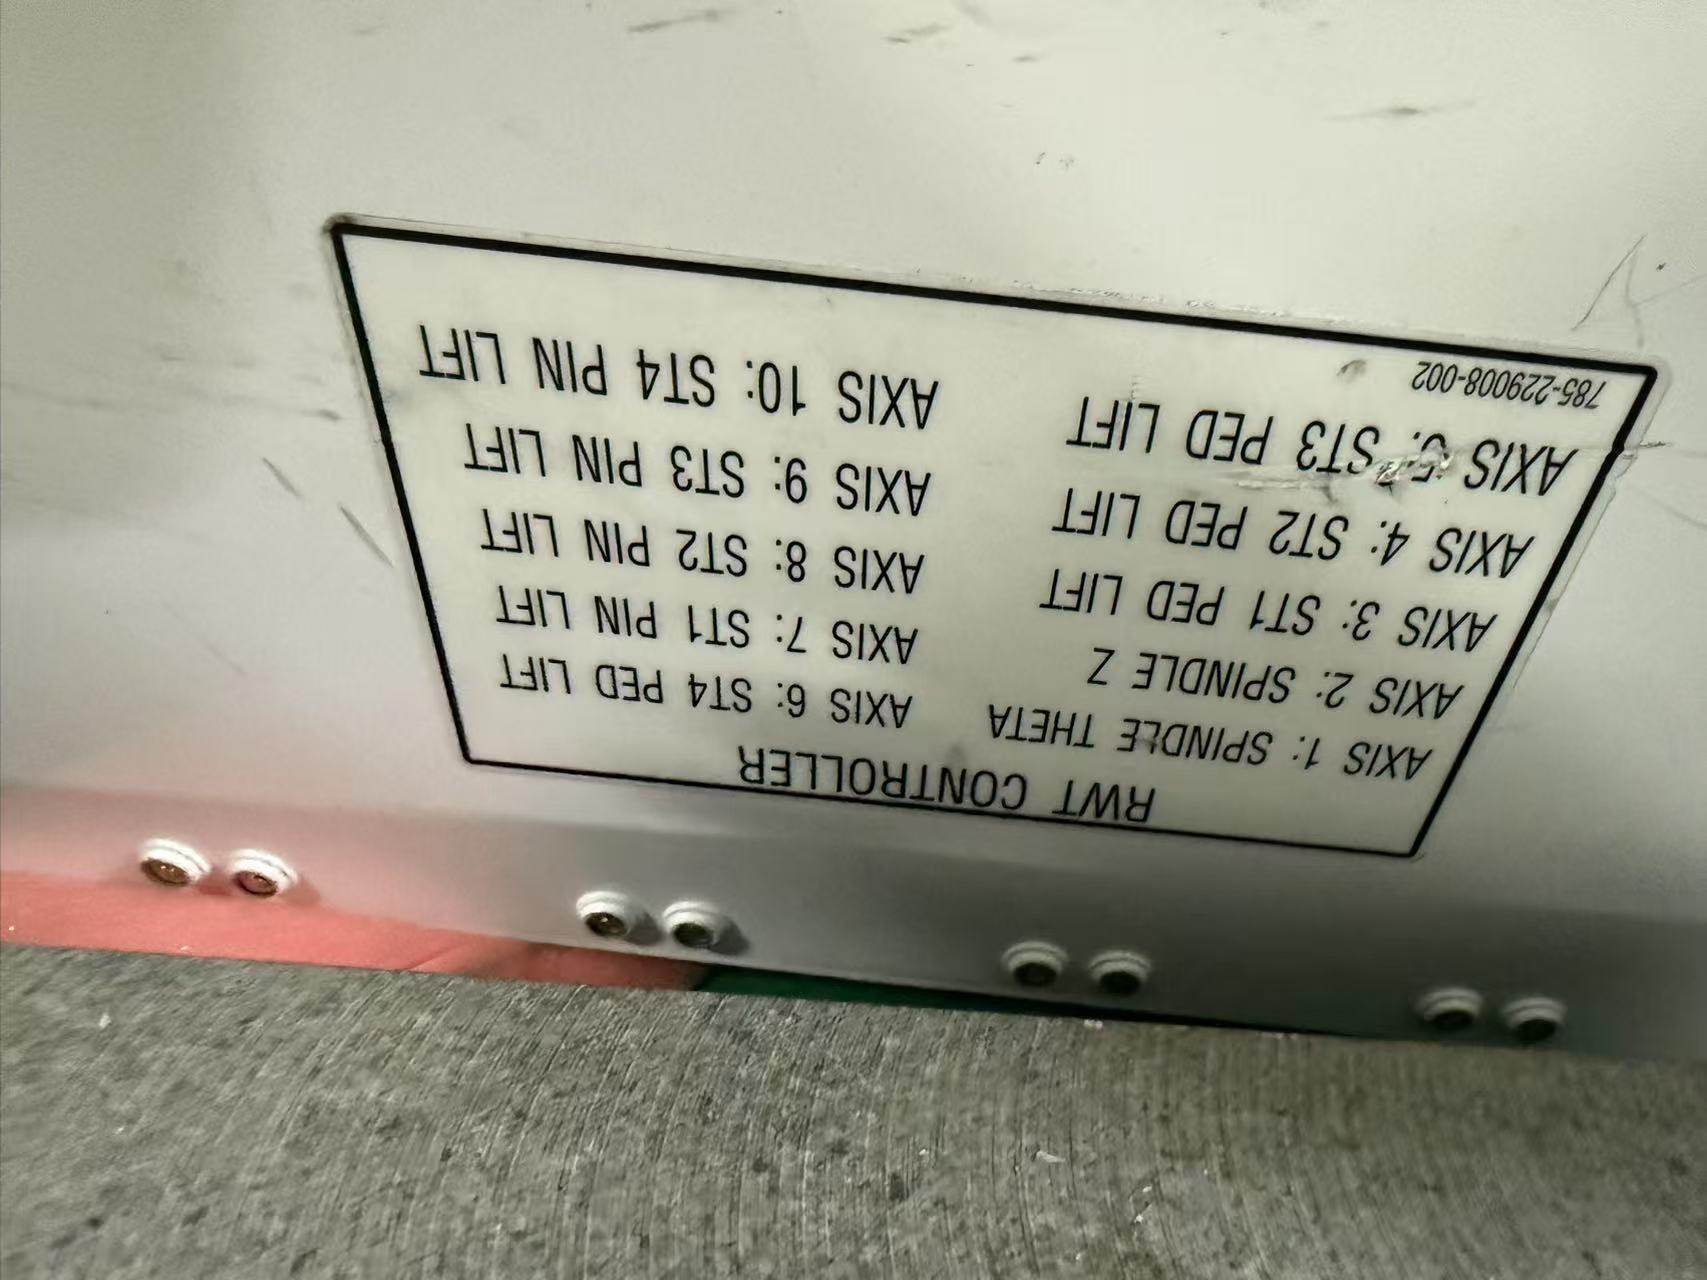 RWT CONTROLLER
AXIS 1: SPINDLE THETA
AXIS 2: SPINDLE Z
AXIS 3: ST1 PED LIFT
AXIS 4: ST2 PED LIFT
AXIS 5: ST3 PED LIFT
785-229008-002
AXIS 6: ST4 PED LIFT
AXIS 7: ST1 PIN LIFT
AXIS 8: ST2 PIN LIFT
AXIS 9: ST3 PIN LIFT
AXIS 10: ST4 PIN LIFT